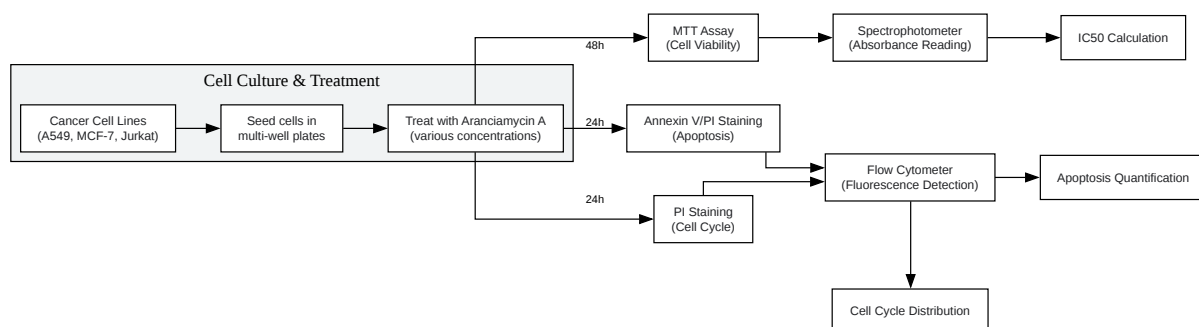 Cell Culture & Treatment
Cancer Cell Lines
(A549, MCF-7, Jurkat)
Seed cells in
multi-well plates
Treat with Aranciamycin A
(various concentrations)
48h
MTT Assay
(Cell Viability)
Spectrophotometer
(Absorbance Reading)
IC50 Calculation
24h
Annexin V/PI Staining
(Apoptosis)
24h
PI Staining
(Cell Cycle)
Flow Cytometer
(Fluorescence Detection)
Apoptosis Quantification
Cell Cycle Distribution